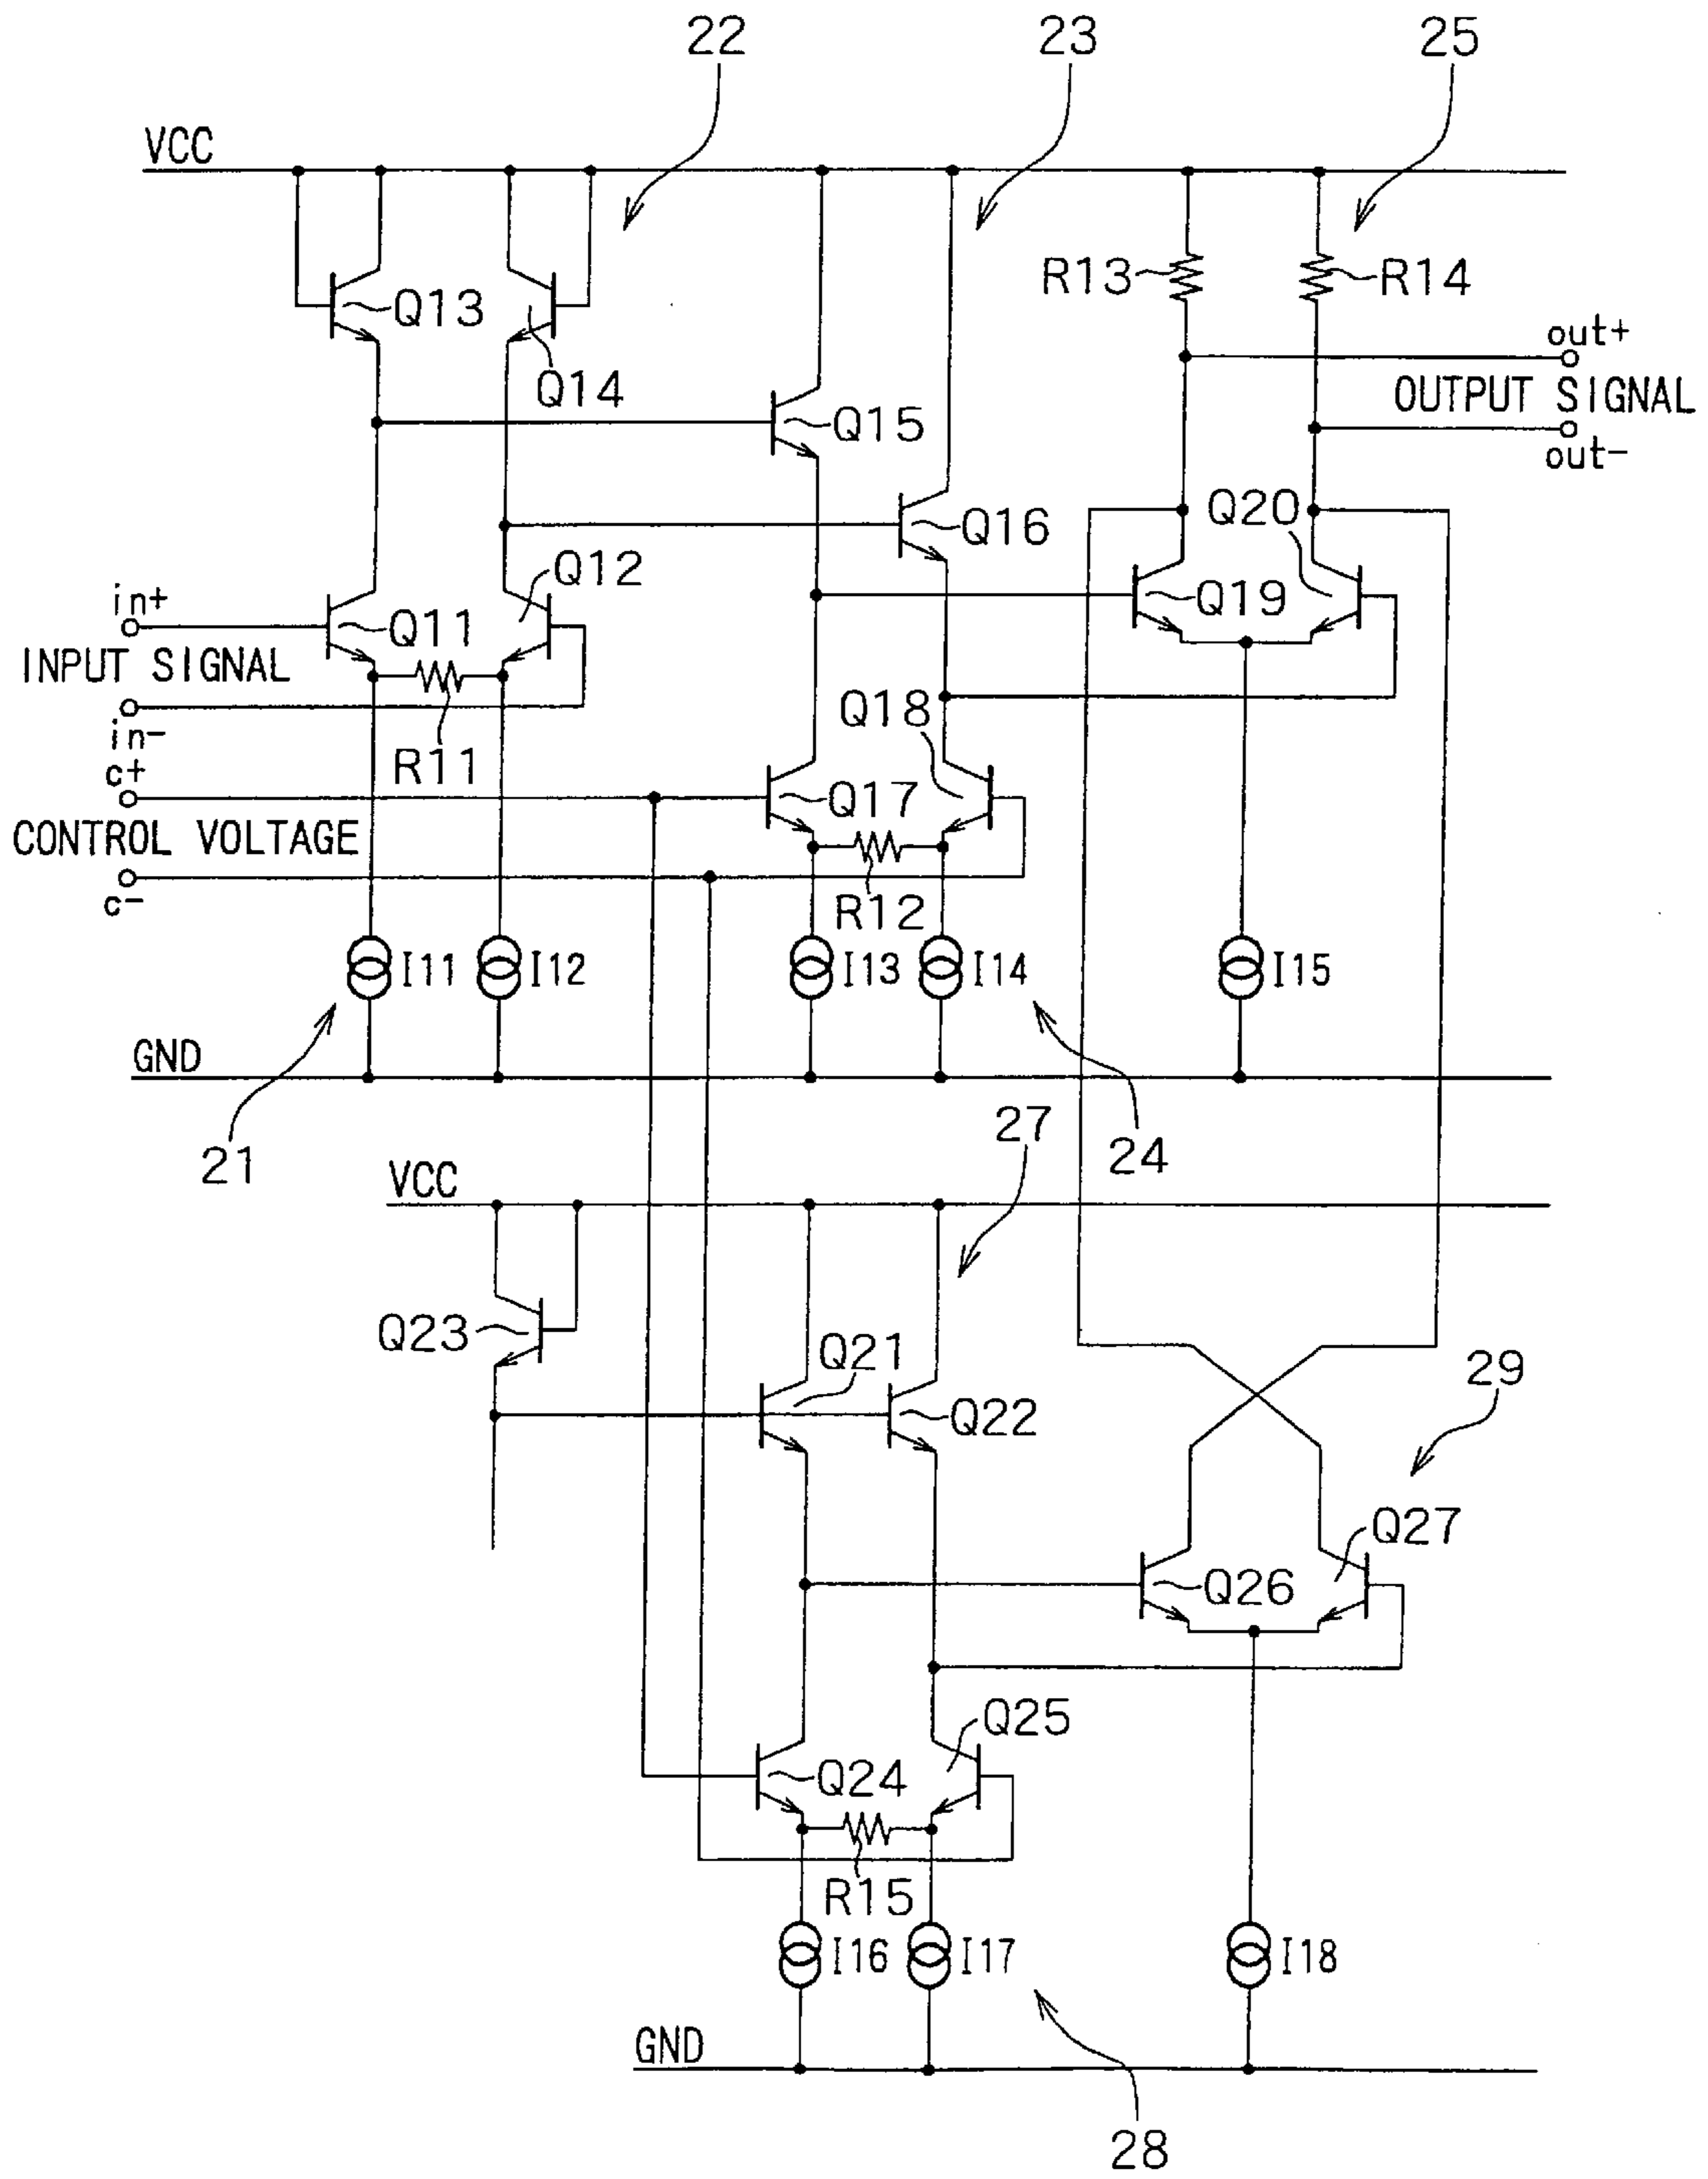 22
23
25
VCC
Q13
Q14
R13
R14
out+
OUTPUT SIGNAL
out-
Q15
Q16
Q20
Q19
Q12
in+
Q11
INPUT SIGNAL
in-
R11
Q18
c+
Q17
CONTROL VOLTAGE
c-
R12
I11
I12
I13
I14
I15
GND
21
24
27
VCC
Q23
Q21
Q22
29
Q27
Q26
Q25
Q24
R15
I16
I17
I18
GND
28